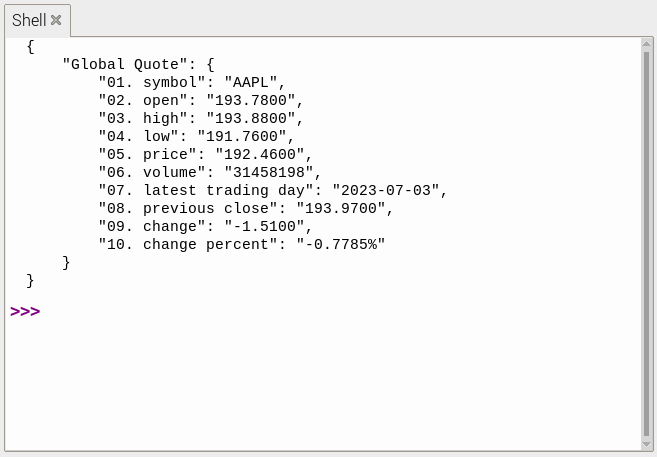 Shell
{
"Global Quote": {
"01. symbol": "AAPL",
"02. open": "193.7800",
"03. high": "193.8800",
"04. low": "191.7600",
"05. price": "192.4600",
"06. volume": "31458198",
"07. latest trading day": "2023-07-03",
"08. previous close": "193.9700",
"09. change": "-1.5100",
"10. change percent": "-0.7785%"
}
}
>>>